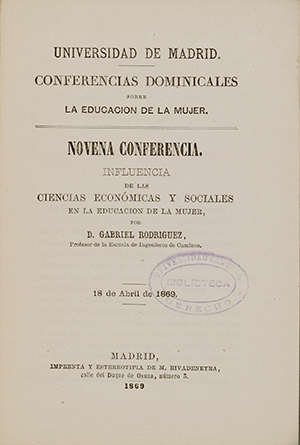 UNIVERSIDAD DE MADRID.
CONFERENCIAS DOMINICALES
SOBRE
LA EDUCACION DE LA MUJER.
NOVENA CONFERENCIA.
INFLUENCIA
DE LAS
CIENCIAS ECONÓMICAS Y SOCIALES
EN LA EDUCACION DE LA MUJER,
POR
D. GABRIEL RODRIGUEZ,
Profesor de la Escuela de Ingenieros de Caminos.
BIBLIOTECA
DERECHO
18 de Abril de 1869.
MADRID,
IMPRENTA Y ESTEREOTIPIA DE M. RIVADENEYRA,
calle del Duque de Osuna, número 3.
1869